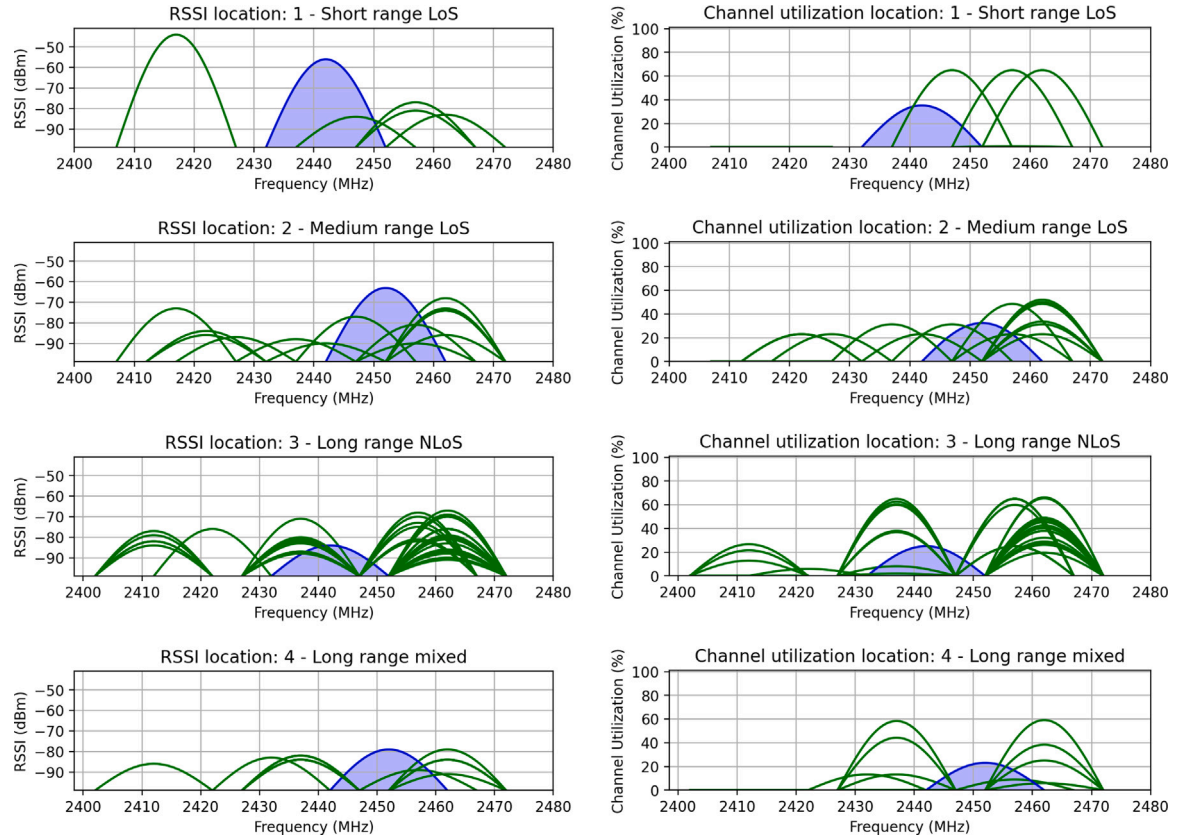 RSSI location: 1 - Short range LoS
RSSI (dBm)
−50
−60
−70
−80
−90
2400 2410 2420 2430 2440 2450 2460 2470 2480
Frequency (MHz)
Channel utilization location: 1 - Short range LoS
Channel Utilization (%)
100
80
60
40
20
0
2400 2410 2420 2430 2440 2450 2460 2470 2480
Frequency (MHz)
RSSI location: 2 - Medium range LoS
RSSI (dBm)
−50
−60
−70
−80
−90
2400 2410 2420 2430 2440 2450 2460 2470 2480
Frequency (MHz)
Channel utilization location: 2 - Medium range LoS
Channel Utilization (%)
100
80
60
40
20
0
2400 2410 2420 2430 2440 2450 2460 2470 2480
Frequency (MHz)
RSSI location: 3 - Long range NLoS
RSSI (dBm)
−50
−60
−70
−80
−90
2400 2410 2420 2430 2440 2450 2460 2470 2480
Frequency (MHz)
Channel utilization location: 3 - Long range NLoS
Channel Utilization (%)
100
80
60
40
20
0
2400 2410 2420 2430 2440 2450 2460 2470 2480
Frequency (MHz)
RSSI location: 4 - Long range mixed
RSSI (dBm)
−50
−60
−70
−80
−90
2400 2410 2420 2430 2440 2450 2460 2470 2480
Frequency (MHz)
Channel utilization location: 4 - Long range mixed
Channel Utilization (%)
100
80
60
40
20
0
2400 2410 2420 2430 2440 2450 2460 2470 2480
Frequency (MHz)